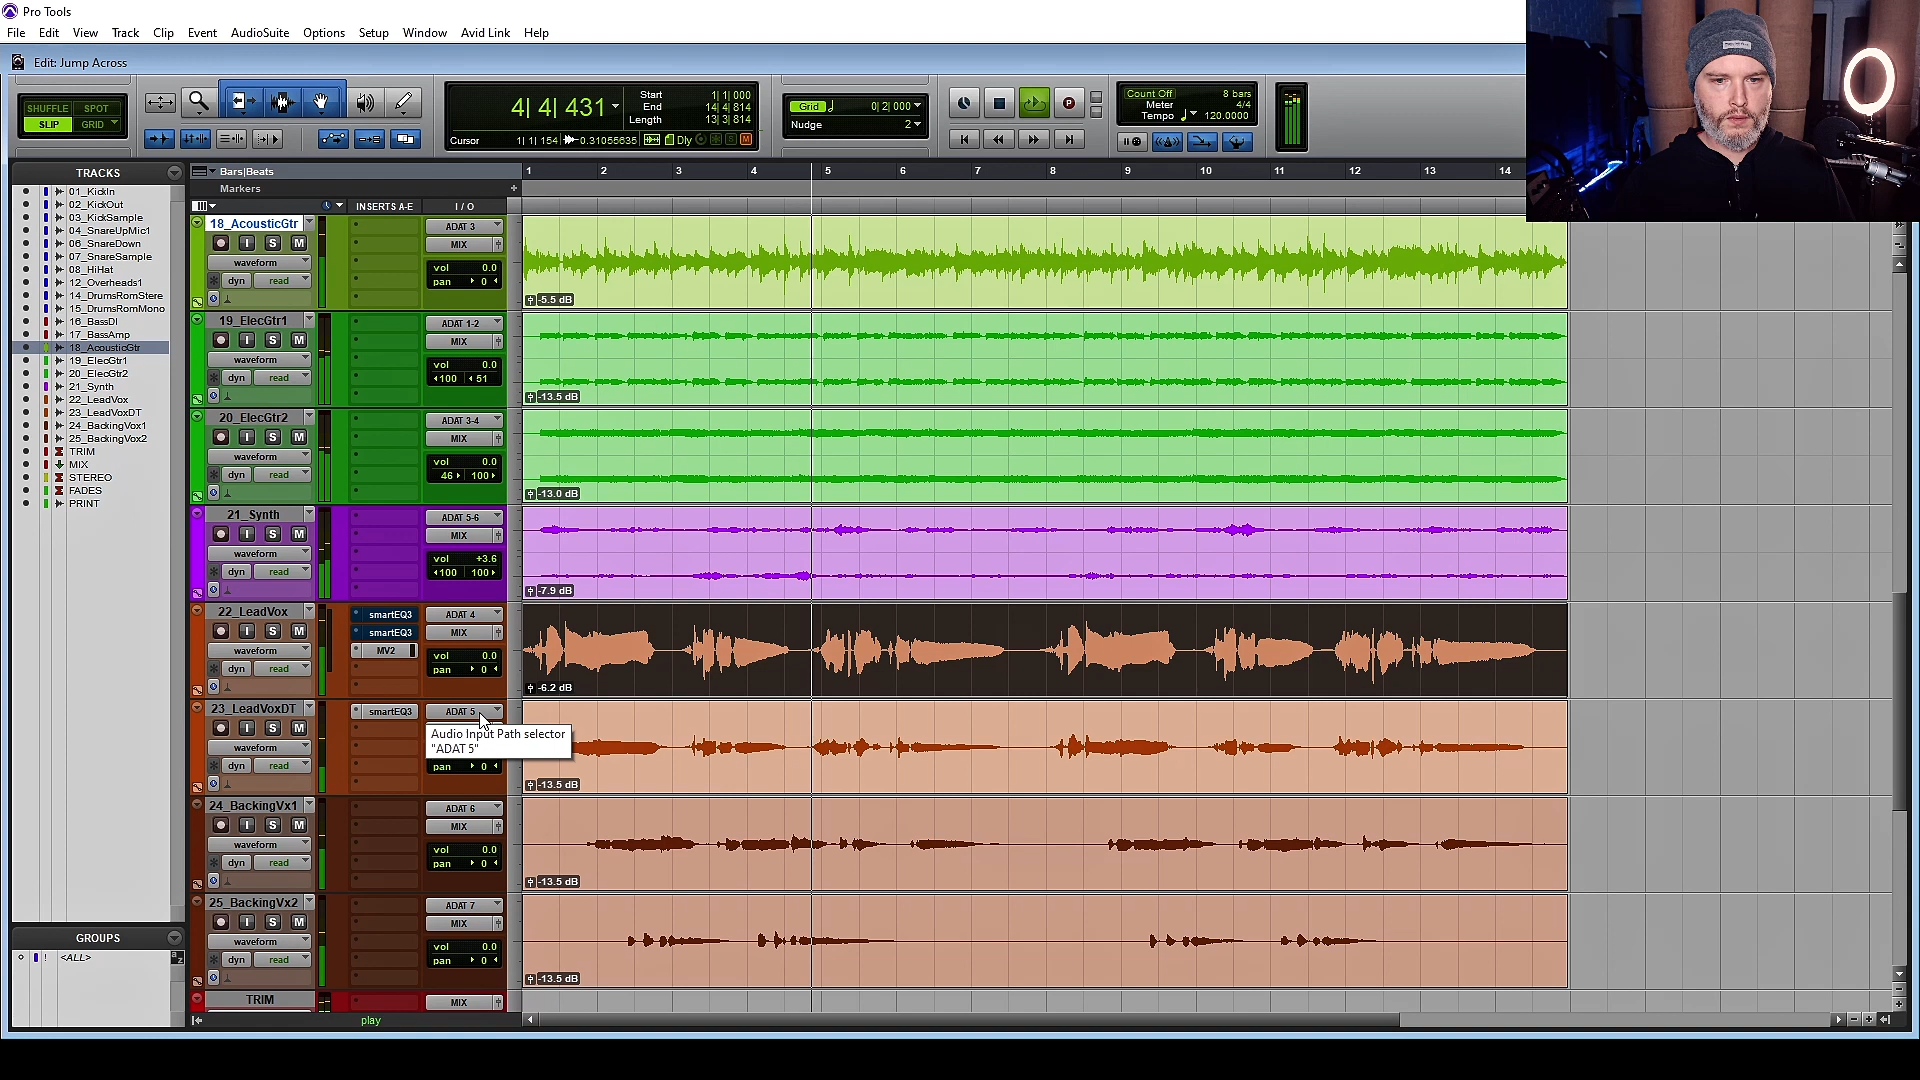 Pro Tools
File Edit View Track Clip Event AudioSuite Options Setup Window Avid Link Help
Edit: Jump Across
SHUFFLE SPOT
SLIP GRID
4| 4| 431
Start 1| 1| 000
End 14| 4| 814
Length 13| 3| 814
Cursor 1| 1| 154 0.31055635 Dly
Grid 0| 2| 000
Nudge 2
Count Off 8 bars
Meter 4/4
Tempo 120.0000
TRACKS
01_KickIn
02_KickOut
03_KickSample
04_SnareUpMic1
06_SnareDown
07_SnareSample
08_HiHat
12_Overheads1
14_DrumsRomStere
15_DrumsRomMono
16_BassDI
17_BassAmp
18_AcousticGtr
19_ElecGtr1
20_ElecGtr2
21_Synth
22_LeadVox
23_LeadVoxDT
24_BackingVox1
25_BackingVox2
TRIM
MIX
STEREO
FADES
PRINT
GROUPS
<ALL>
Bars|Beats 1 2 3 4 5 6 7 8 9 10 11 12 13 14
Markers
INSERTS A-E I / O
18_AcousticGtr ADAT 3
I S M MIX
waveform vol 0.0
dyn read pan 0
-5.5 dB
19_ElecGtr1 ADAT 1-2
I S M MIX
waveform vol 0.0
dyn read 100 51
-13.5 dB
20_ElecGtr2 ADAT 3-4
I S M MIX
waveform vol 0.0
dyn read 46 100
-13.0 dB
21_Synth ADAT 5-6
I S M MIX
waveform vol +3.6
dyn read 100 100
-7.9 dB
22_LeadVox smartEQ3 ADAT 4
I S M smartEQ3 MIX
waveform MV2 vol 0.0
dyn read pan 0
-6.2 dB
23_LeadVoxDT smartEQ3 ADAT 5
I S M
Audio Input Path selector
"ADAT 5"
waveform
dyn read pan 0
-13.5 dB
24_BackingVx1 ADAT 6
I S M MIX
waveform vol 0.0
dyn read pan 0
-13.5 dB
25_BackingVx2 ADAT 7
I S M MIX
waveform vol 0.0
dyn read pan 0
-13.5 dB
TRIM MIX
play